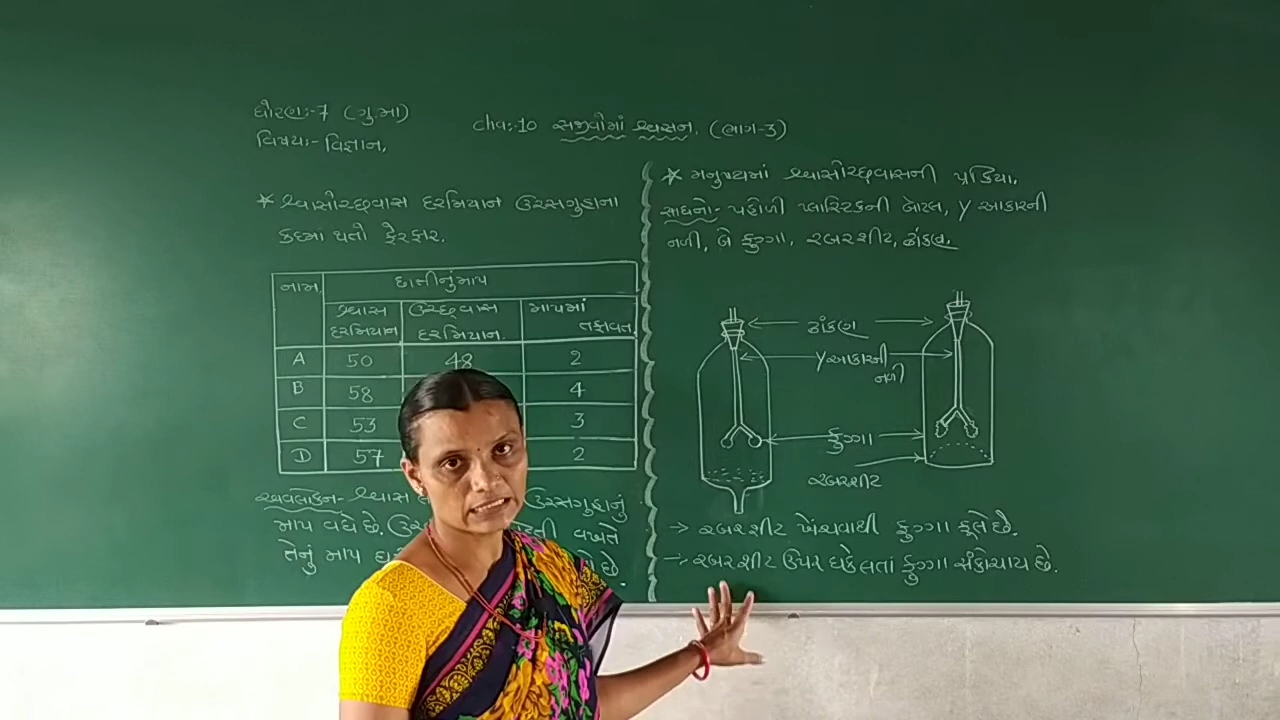 ધોરણ:-7 (ગુ.મા)
વિષય:- વિજ્ઞાન.
ch:-10 સજીવોમાં શ્વસન. (ભાગ-3)
* શ્વાસોચ્છવાસ દરમિયાન ઉરસગુહાના
કદમાં થતો ફેરફાર.
નામ છાતીનું માપ
શ્વાસ દરમિયાન ઉચ્છવાસ દરમિયાન. માપમાં તફાવત.
A 50 48 2
B 58 4
C 53 3
D 57 2
અવલોકન:- શ્વાસ ઉરસગુહાનું
માપ વધે છે. વખતે
તેનું માપ છે.
* મનુષ્યમાં શ્વાસોચ્છવાસની પ્રક્રિયા.
સાધનો:- પહોળી પ્લાસ્ટિકની બોટલ, Y આકારની
નળી, બે ફુગ્ગા, રબરશીટ, ઢાંકણ.
ઢાંકણ
Y આકારની
નળી
ફુગ્ગા
રબરશીટ
→ રબરશીટ ખેંચવાથી ફુગ્ગા ફૂલે છે.
→ રબરશીટ ઉપર ધકેલતાં ફુગ્ગા સંકોચાય છે.